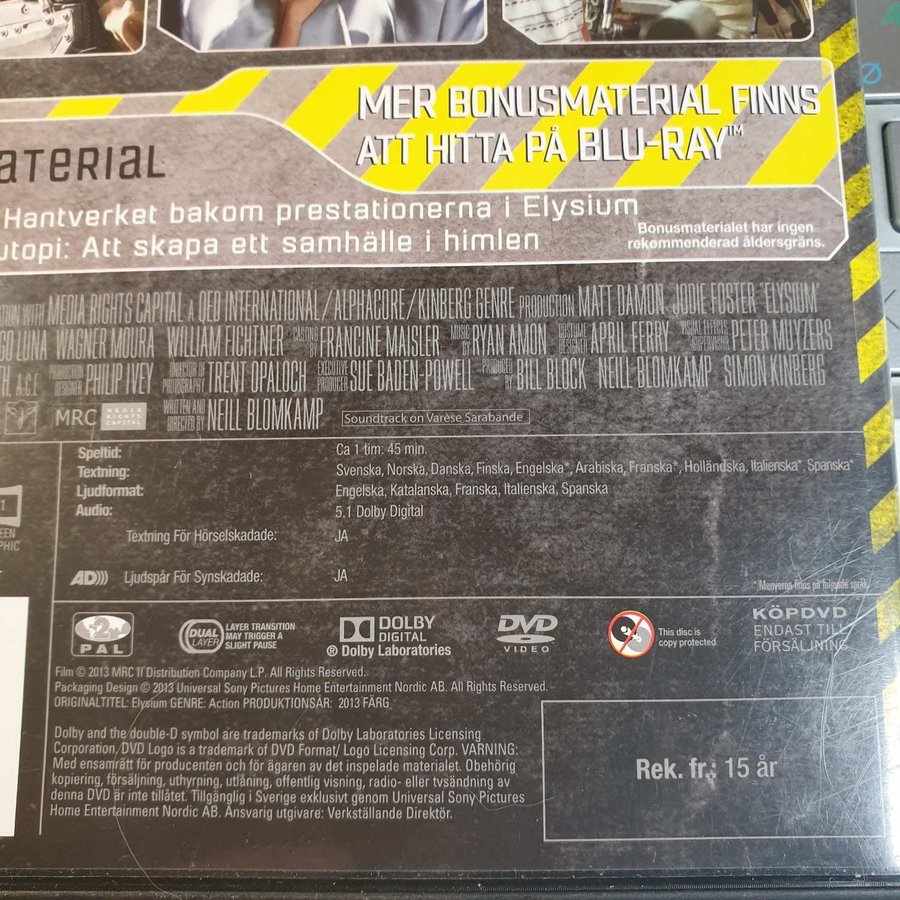 MER BONUSMATERIAL FINNS
ATT HITTA PÅ BLU-RAY™
ATERIAL
Hantverket bakom prestationerna i Elysium
utopi: Att skapa ett samhälle i himlen
Bonusmaterialet har ingen
rekommenderad åldersgräns.
WITH MEDIA RIGHTS CAPITAL A QED INTERNATIONAL/ALPHACORE/KINBERG GENRE PRODUCTION MATT DAMON JODIE FOSTER "ELYSIUM"
LUNA WAGNER MOURA WILLIAM FICHTNER CASTING BY FRANCINE MAISLER MUSIC BY RYAN AMON COSTUME DESIGNER APRIL FERRY VISUAL EFFECTS SUPERVISOR PETER MUYZERS
A.C.E. PRODUCTION DESIGNER PHILIP IVEY DIRECTOR OF PHOTOGRAPHY TRENT OPALOCH EXECUTIVE PRODUCER SUE BADEN-POWELL PRODUCED BY BILL BLOCK NEILL BLOMKAMP SIMON KINBERG
MRC MEDIA RIGHTS CAPITAL WRITTEN AND DIRECTED BY NEILL BLOMKAMP Soundtrack on Varèse Sarabande
Speltid: Ca 1 tim. 45 min.
Textning: Svenska, Norska, Danska, Finska, Engelska*, Arabiska, Franska*, Holländska, Italienska*, Spanska*
Ljudformat: Engelska, Katalanska, Franska, Italienska, Spanska
Audio: 5.1 Dolby Digital
Textning För Hörselskadade: JA
AD))) Ljudspår För Synskadade: JA
* Menyerna finns på följande språk
PAL
DUAL LAYER
LAYER TRANSITION
MAY TRIGGER A
SLIGHT PAUSE
DOLBY
DIGITAL
® Dolby Laboratories
DVD
VIDEO
This disc is
copy protected.
KÖPDVD
ENDAST TILL
FÖRSÄLJNING
Film © 2013 MRC II Distribution Company L.P. All Rights Reserved.
Packaging Design © 2013 Universal Sony Pictures Home Entertainment Nordic AB. All Rights Reserved.
ORIGINALTITEL: Elysium GENRE: Action PRODUKTIONSÅR: 2013 FÄRG
Dolby and the double-D symbol are trademarks of Dolby Laboratories Licensing
Corporation, DVD Logo is a trademark of DVD Format/ Logo Licensing Corp. VARNING:
Med ensamrätt för producenten och för ägaren av det inspelade materialet. Obehörig
kopiering, försäljning, uthyrning, utlåning, offentlig visning, radio- eller tvsändning av
denna DVD är inte tillåtet. Tillgänglig i Sverige exklusivt genom Universal Sony Pictures
Home Entertainment Nordic AB. Ansvarig utgivare: Verkställande Direktör.
Rek. fr.: 15 år